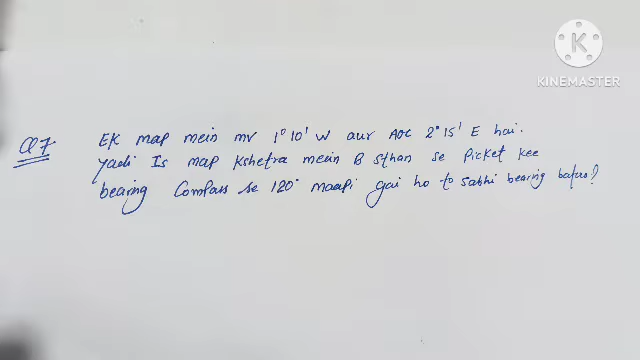 K
KINEMASTER
Q7 EK map mein mv 1° 10' W aur AOC 2° 15' E hai.
Yadi Is map Kshetra mein B sthan se Picket kee
bearing Compass se 120° maapi gai ho to sabhi bearing batao?